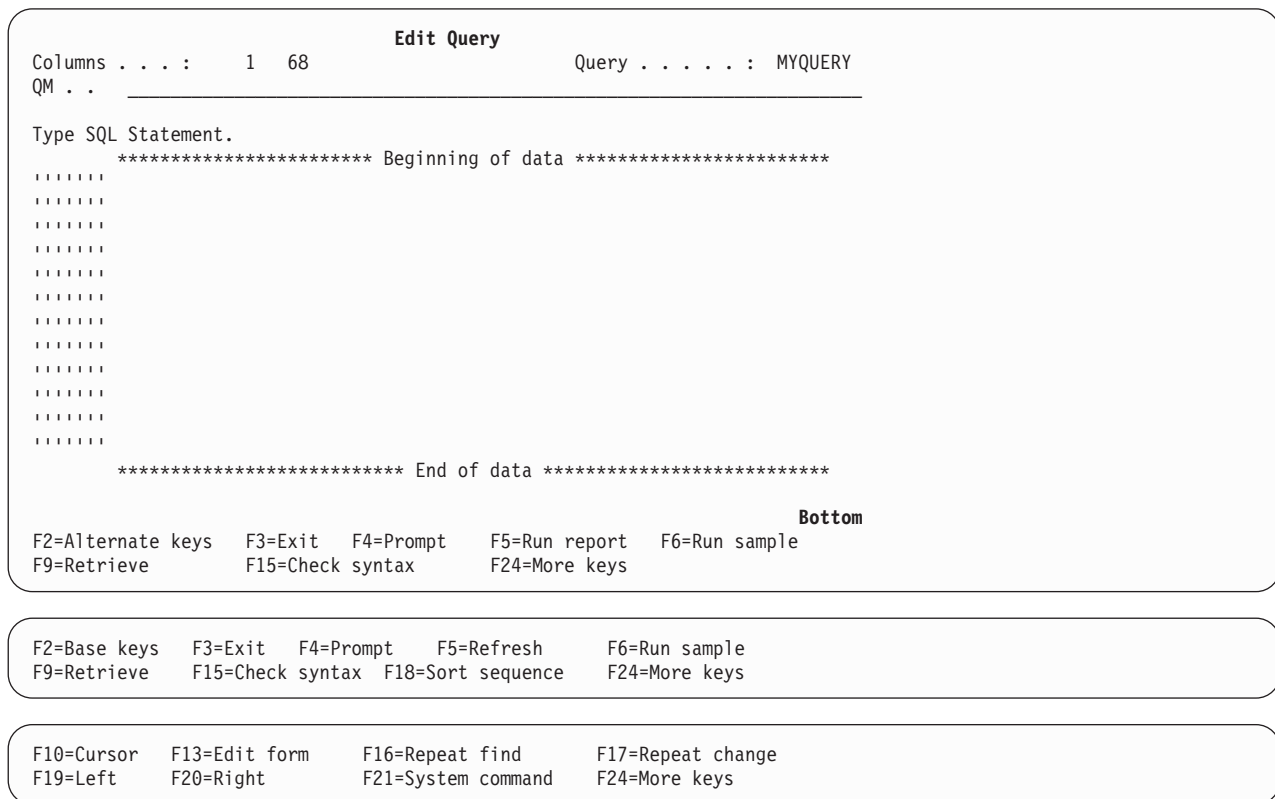 Edit Query
Columns . . . :     1   68                         Query . . . . . :  MYQUERY
QM . .   _____________________________________________________________________
Type SQL Statement.
************************ Beginning of data ************************
'''''''
'''''''
'''''''
'''''''
'''''''
'''''''
'''''''
'''''''
'''''''
'''''''
'''''''
'''''''
*************************** End of data ***************************
Bottom
F2=Alternate keys   F3=Exit   F4=Prompt    F5=Run report   F6=Run sample
F9=Retrieve         F15=Check syntax       F24=More keys
F2=Base keys   F3=Exit   F4=Prompt    F5=Refresh      F6=Run sample
F9=Retrieve    F15=Check syntax  F18=Sort sequence    F24=More keys
F10=Cursor   F13=Edit form     F16=Repeat find       F17=Repeat change
F19=Left     F20=Right         F21=System command    F24=More keys